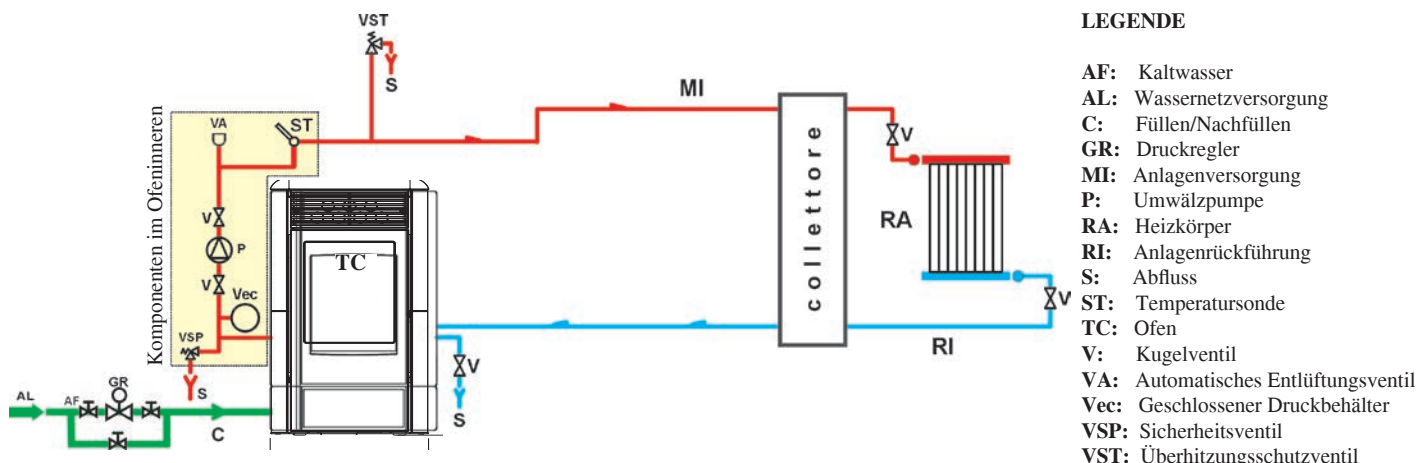 VST
S
MI
VA
ST
V
P
V
Vec
VSP
S
Komponenten im Ofeninneren
TC
collettore
V
RA
V
RI
V
S
AL
AF
GR
C
LEGENDE
AF: Kaltwasser
AL: Wassernetzversorgung
C: Füllen/Nachfüllen
GR: Druckregler
MI: Anlagenversorgung
P: Umwälzpumpe
RA: Heizkörper
RI: Anlagenrückführung
S: Abfluss
ST: Temperatursonde
TC: Ofen
V: Kugelventil
VA: Automatisches Entlüftungsventil
Vec: Geschlossener Druckbehälter
VSP: Sicherheitsventil
VST: Überhitzungsschutzventil